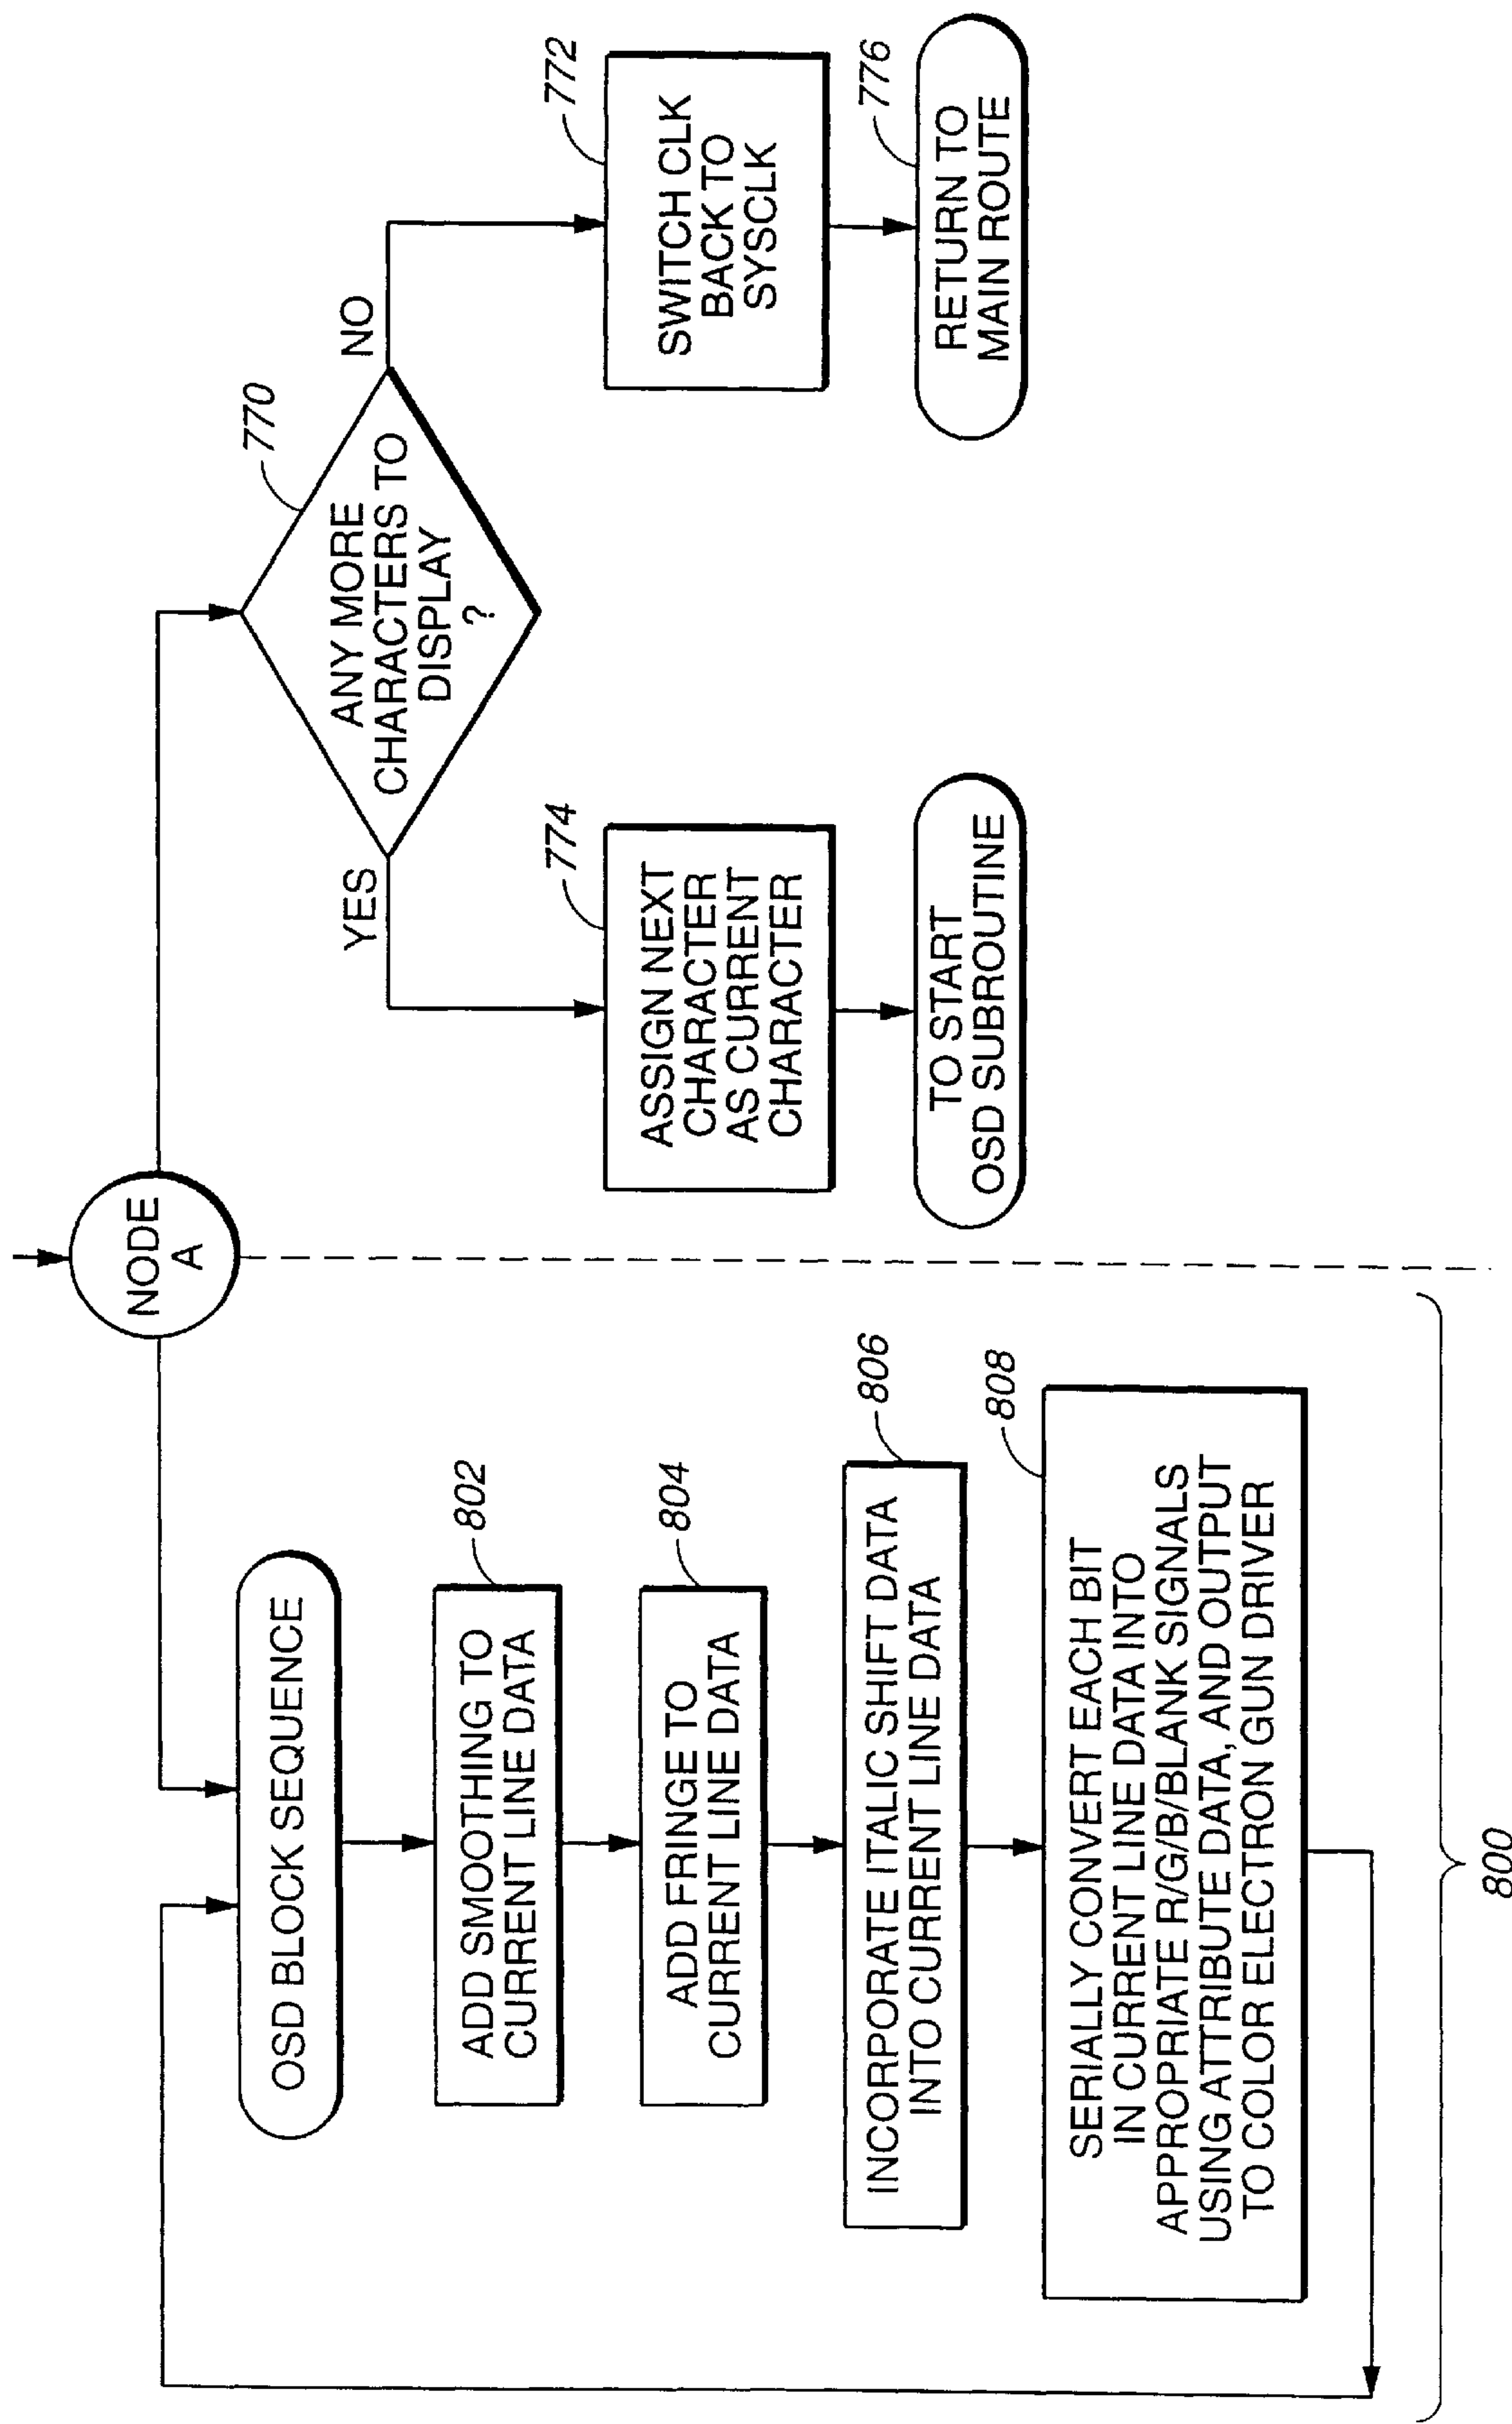 NODE
A
OSD BLOCK SEQUENCE
802
ADD SMOOTHING TO
CURRENT LINE DATA
804
ADD FRINGE TO
CURRENT LINE DATA
806
INCORPORATE ITALIC SHIFT DATA
INTO CURRENT LINE DATA
808
SERIALLY CONVERT EACH BIT
IN CURRENT LINE DATA INTO
APPROPRIATE R/G/B/BLANK SIGNALS
USING ATTRIBUTE DATA, AND OUTPUT
TO COLOR ELECTRON GUN DRIVER
800
770
ANY MORE
CHARACTERS TO
DISPLAY
?
YES
774
ASSIGN NEXT
CHARACTER
AS CURRENT
CHARACTER
TO START
OSD SUBROUTINE
NO
772
SWITCH CLK
BACK TO
SYSCLK
776
RETURN TO
MAIN ROUTE